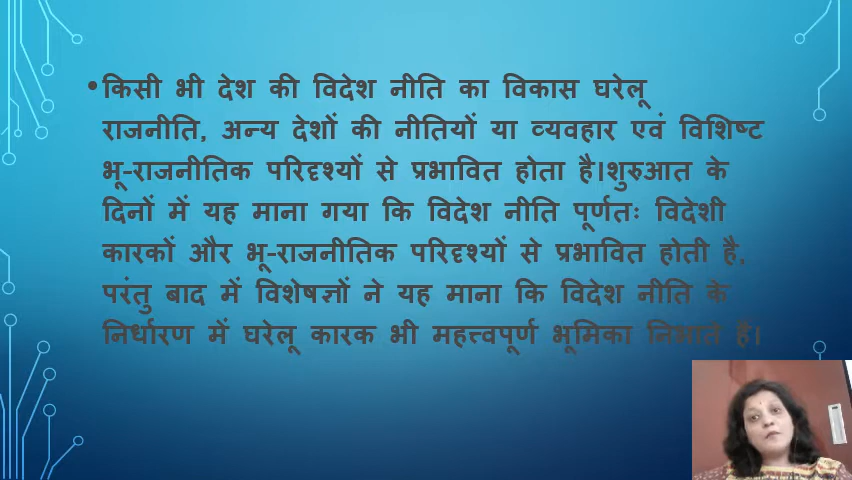 •किसी भी देश की विदेश नीति का विकास घरेलू
राजनीति, अन्य देशों की नीतियों या व्यवहार एवं विशिष्ट
भू-राजनीतिक परिदृश्यों से प्रभावित होता है।शुरुआत के
दिनों में यह माना गया कि विदेश नीति पूर्णतः विदेशी
कारकों और भू-राजनीतिक परिदृश्यों से प्रभावित होती है,
परंतु बाद में विशेषज्ञों ने यह माना कि विदेश नीति के
निर्धारण में घरेलू कारक भी महत्त्वपूर्ण भूमिका निभाते हैं।